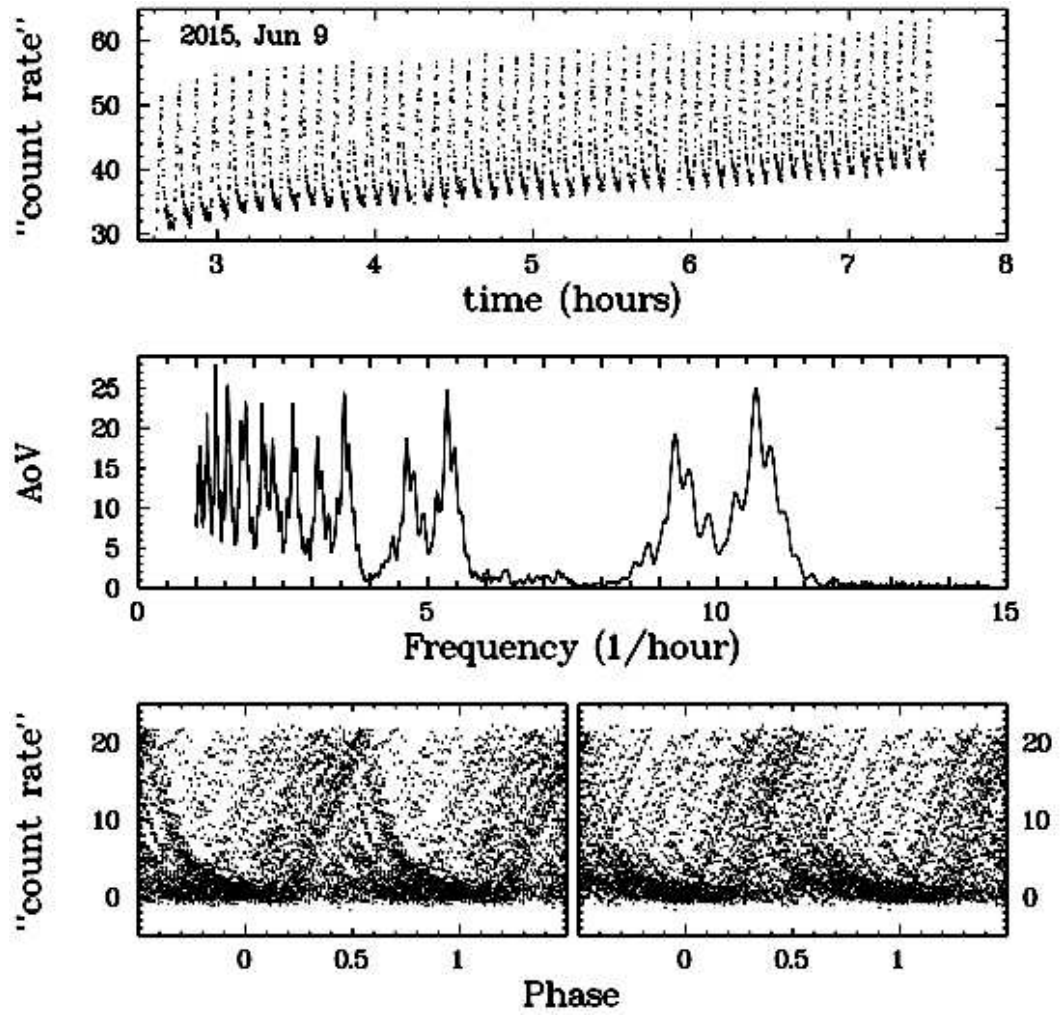 "count rate"
60
50
40
30
2015, Jun 9
3 4 5 6 7 8
time (hours)
AoV
25
20
15
10
5
0
0 5 10 15
Frequency (1/hour)
"count rate"
20
10
0
20
10
0
0 0.5 1 0 0.5 1
Phase